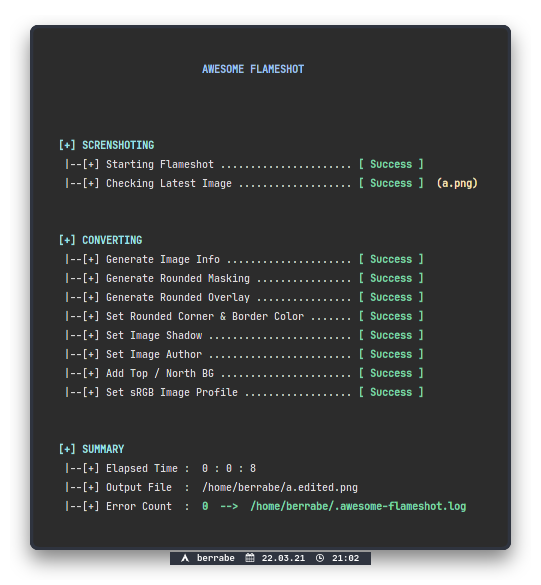 AWESOME FLAMESHOT
[+] SCRENSHOTING
|--[+] Starting Flameshot ...................... [ Success ]
|--[+] Checking Latest Image ................... [ Success ] (a.png)
[+] CONVERTING
|--[+] Generate Image Info ..................... [ Success ]
|--[+] Generate Rounded Masking ................ [ Success ]
|--[+] Generate Rounded Overlay ................ [ Success ]
|--[+] Set Rounded Corner & Border Color ....... [ Success ]
|--[+] Set Image Shadow ........................ [ Success ]
|--[+] Set Image Author ........................ [ Success ]
|--[+] Add Top / North BG ...................... [ Success ]
|--[+] Set sRGB Image Profile .................. [ Success ]
[+] SUMMARY
|--[+] Elapsed Time : 0 : 0 : 8
|--[+] Output File : /home/berrabe/a.edited.png
|--[+] Error Count : 0 --> /home/berrabe/.awesome-flameshot.log
berrabe 22.03.21 21:02